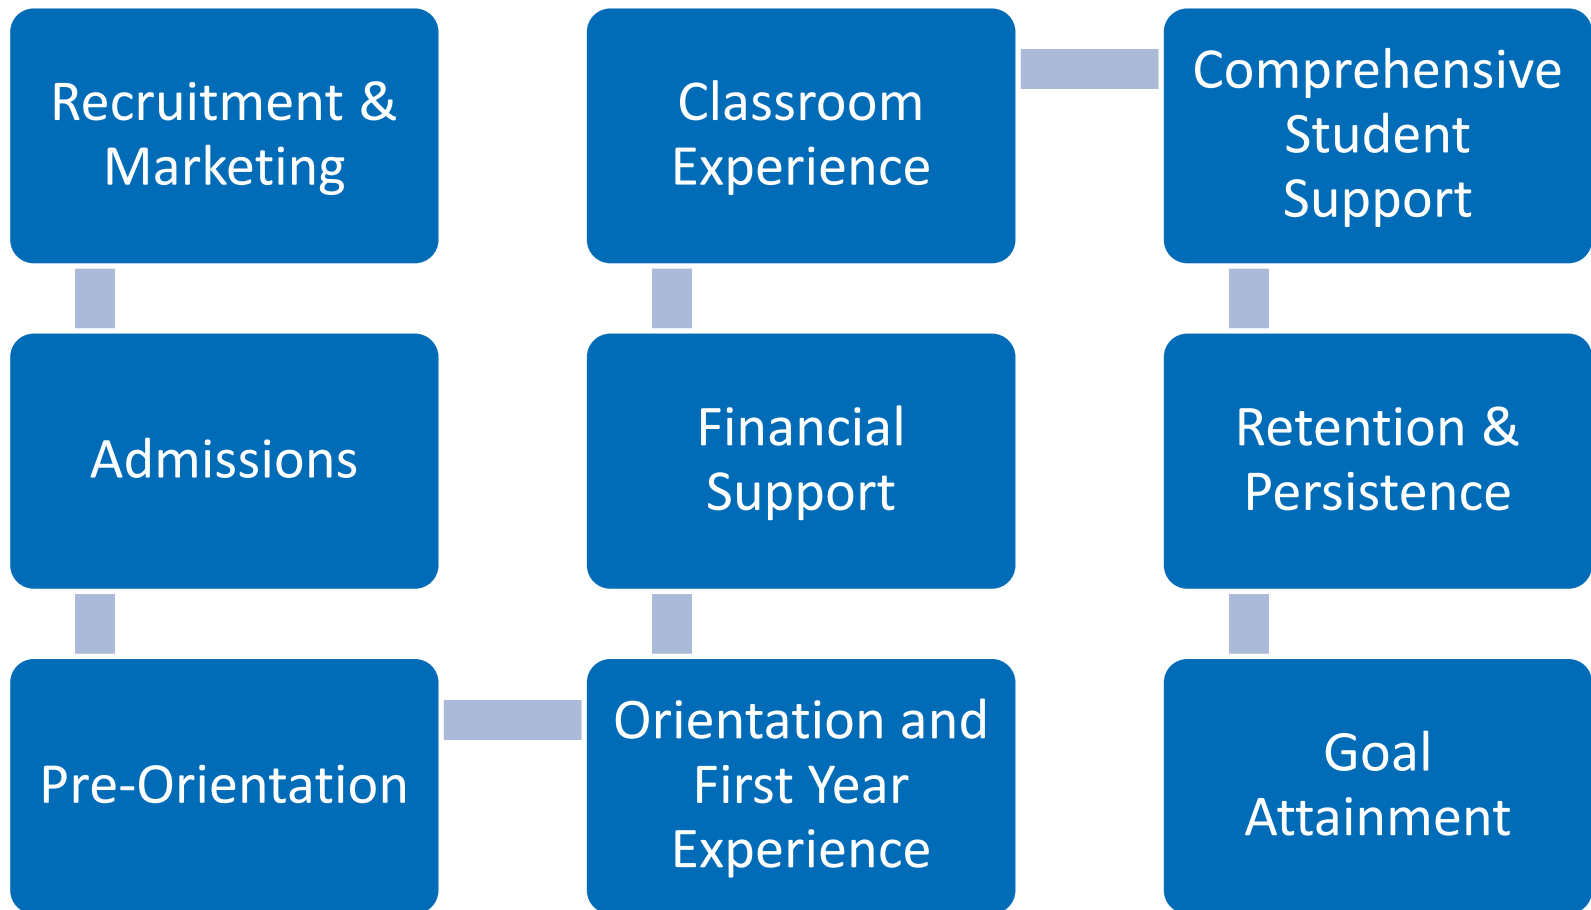 Recruitment &
Marketing
Admissions
Pre-Orientation
Orientation and
First Year
Experience
Financial
Support
Classroom
Experience
Comprehensive
Student
Support
Retention &
Persistence
Goal
Attainment